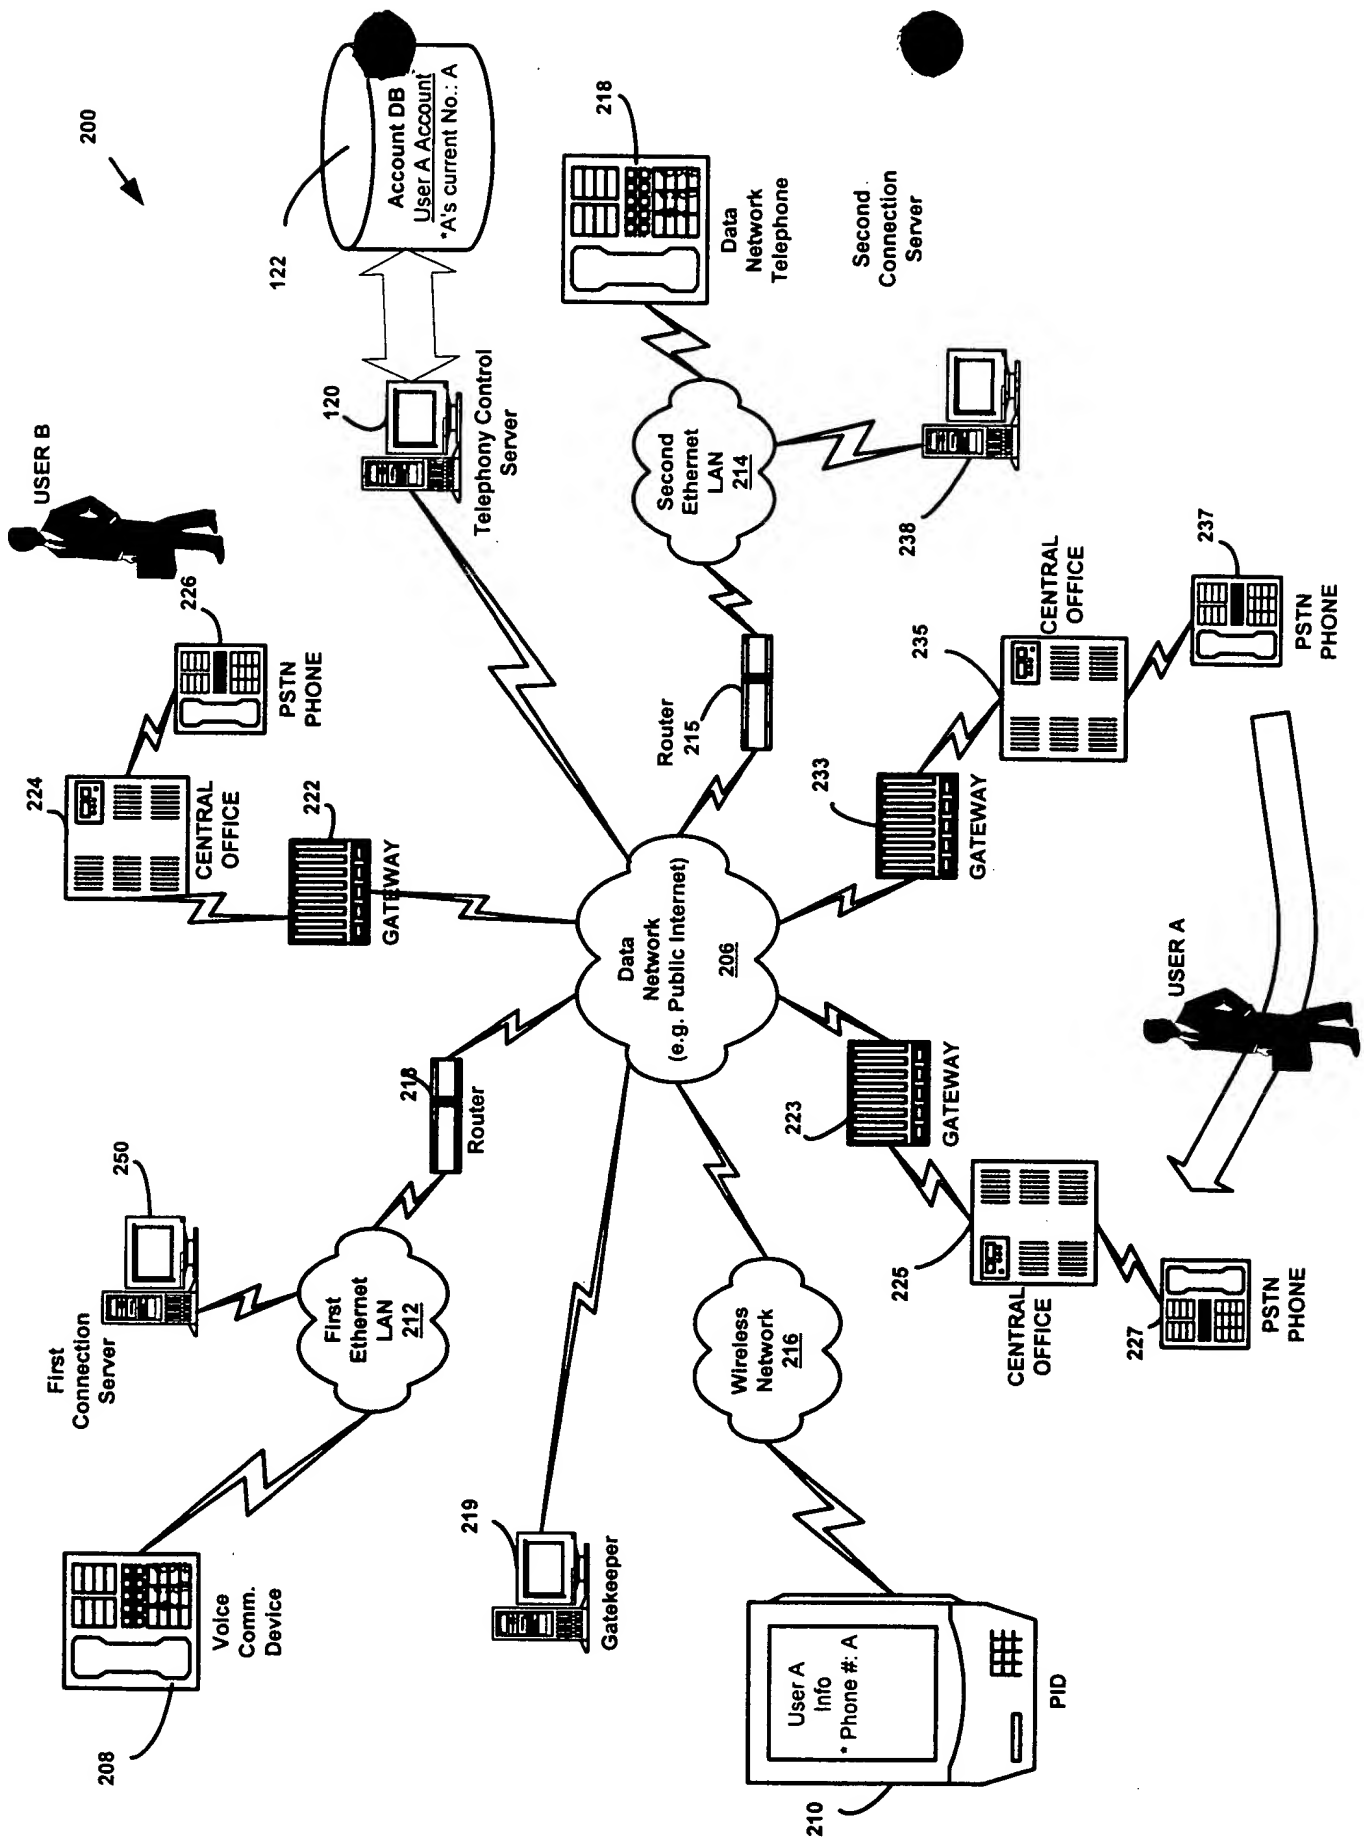 200
208
Voice
Comm.
Device
First
Connection
Server
250
First
Ethernet
LAN
212
218
Router
224
CENTRAL
OFFICE
226
PSTN
PHONE
USER B
222
GATEWAY
122
Account DB
User A Account
*A's current No.: A
120
Telephony Control
Server
219
Gatekeeper
Data
Network
(e.g. Public Internet)
206
Router
215
Second
Ethernet
LAN
214
218
Data
Network
Telephone
Second
Connection
Server
238
210
User A
Info
* Phone #: A
PID
Wireless
Network
216
223
GATEWAY
225
CENTRAL
OFFICE
227
PSTN
PHONE
233
GATEWAY
235
CENTRAL
OFFICE
237
PSTN
PHONE
USER A